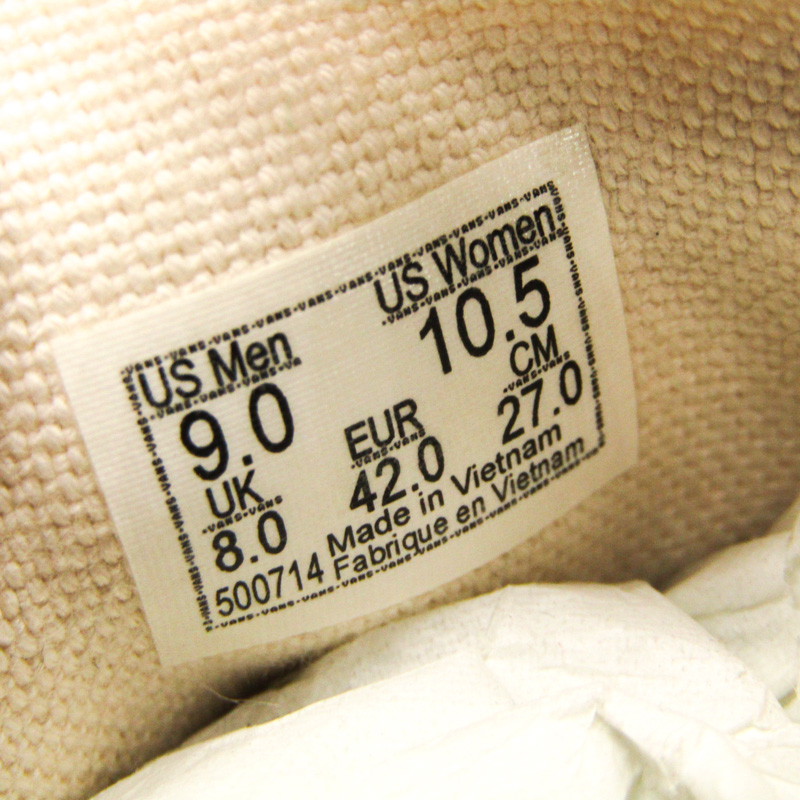 US Men US Women
9.0 10.5
UK EUR CM
8.0 42.0 27.0
500714 Made in Vietnam
Fabrique en Vietnam